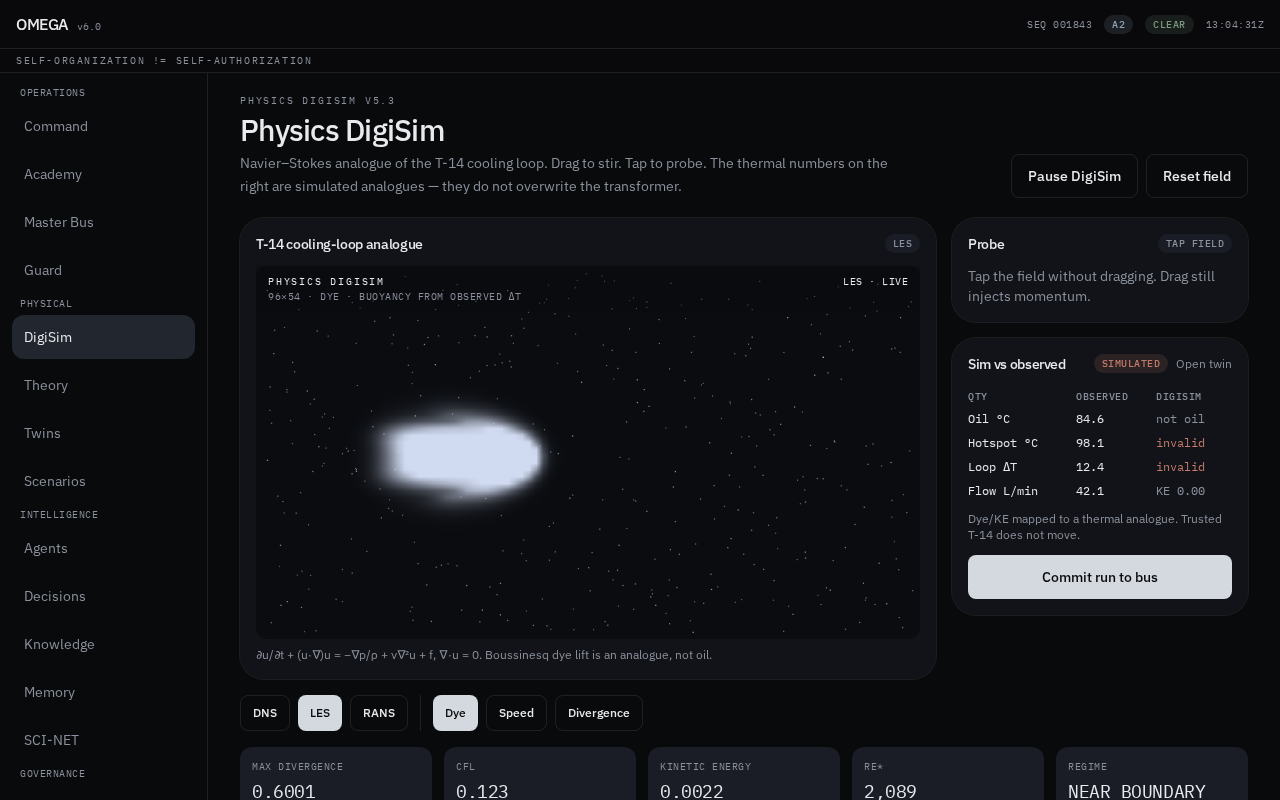 OMEGA v6.0
SEQ 001843 A2 CLEAR 13:04:31Z
SELF-ORGANIZATION != SELF-AUTHORIZATION
OPERATIONS
Command
Academy
Master Bus
Guard
PHYSICAL
DigiSim
Theory
Twins
Scenarios
INTELLIGENCE
Agents
Decisions
Knowledge
Memory
SCI-NET
GOVERNANCE
PHYSICS DIGISIM V5.3
Physics DigiSim
Navier–Stokes analogue of the T-14 cooling loop. Drag to stir. Tap to probe. The thermal numbers on the
right are simulated analogues — they do not overwrite the transformer.
Pause DigiSim Reset field
T-14 cooling-loop analogue LES
PHYSICS DIGISIM LES · LIVE
96×54 · DYE · BUOYANCY FROM OBSERVED ΔT
∂u/∂t + (u·∇)u = −∇p/ρ + ν∇²u + f, ∇·u = 0. Boussinesq dye lift is an analogue, not oil.
Probe TAP FIELD
Tap the field without dragging. Drag still
injects momentum.
Sim vs observed SIMULATED Open twin
QTY OBSERVED DIGISIM
Oil °C 84.6 not oil
Hotspot °C 98.1 invalid
Loop ΔT 12.4 invalid
Flow L/min 42.1 KE 0.00
Dye/KE mapped to a thermal analogue. Trusted
T-14 does not move.
Commit run to bus
DNS LES RANS Dye Speed Divergence
MAX DIVERGENCE
0.6001
CFL
0.123
KINETIC ENERGY
0.0022
RE*
2,089
REGIME
NEAR BOUNDARY